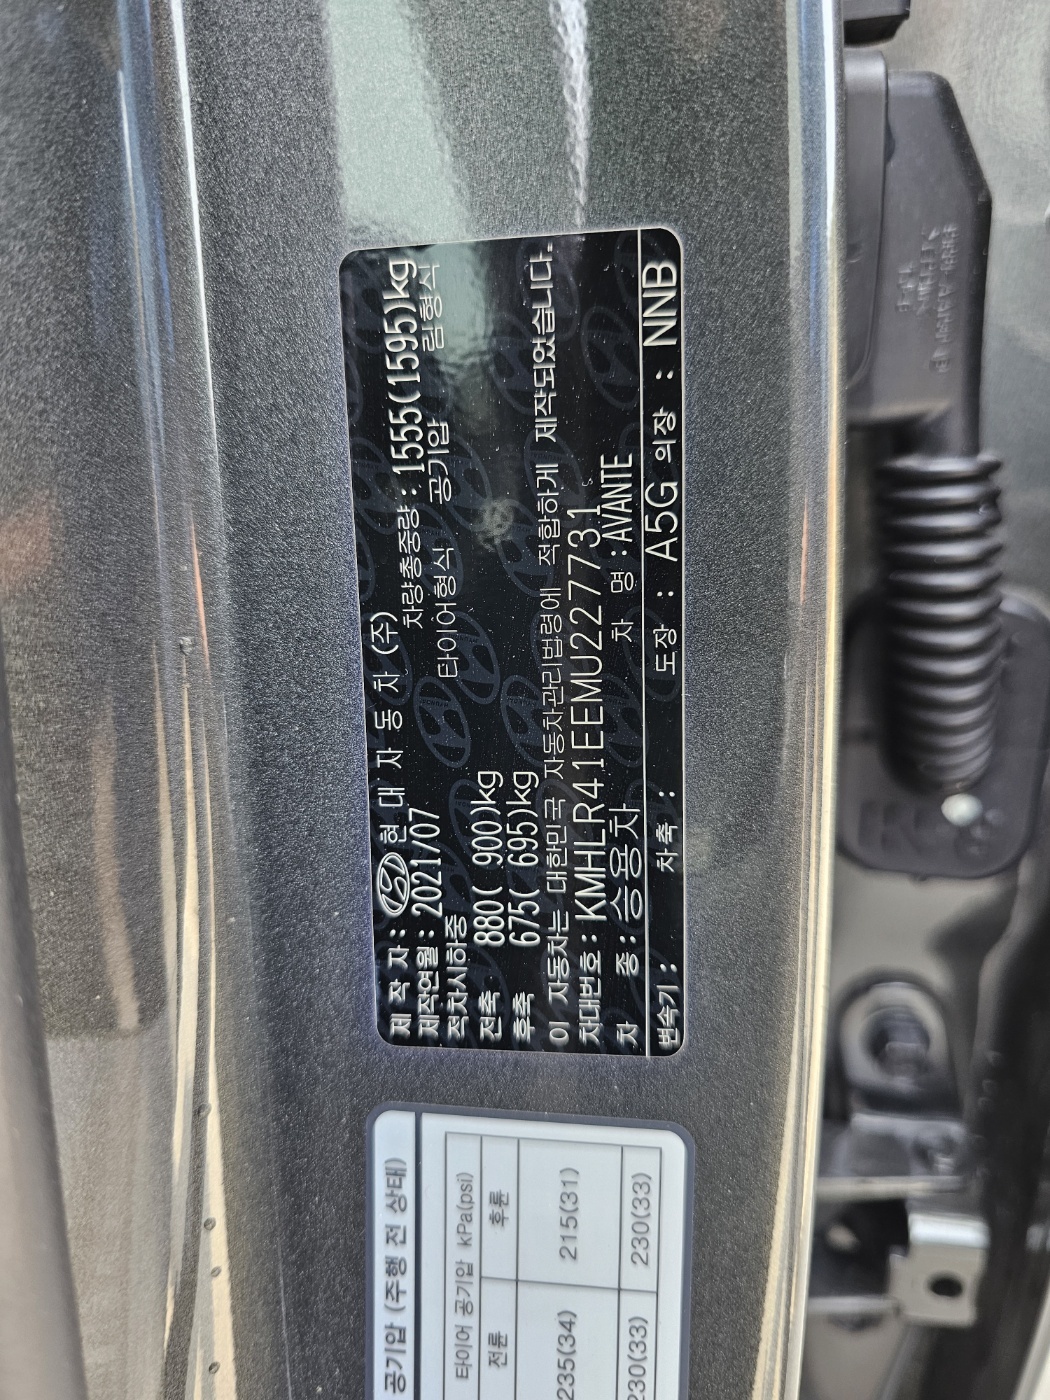 제 작 자 : 현 대 자 동 차 (주)
제작연월 : 2021/07 차량총중량 : 1555(1595)kg
적차시하중 타이어형식 공기압 림형식
전축 880( 900)kg
후축 675( 695)kg
이 자동차는 대한민국 자동차관리법령에 적합하게 제작되었습니다.
차대번호 : KMHLR41EEMU227731
차 종 : 승용차 차 명 : AVANTE
변속기 : 차축 : 도장 : A5G 의장 : NNB
공기압 (주행 전 상태)
타이어 공기압 kPa(psi)
전륜 후륜
235(34) 215(31)
230(33) 230(33)